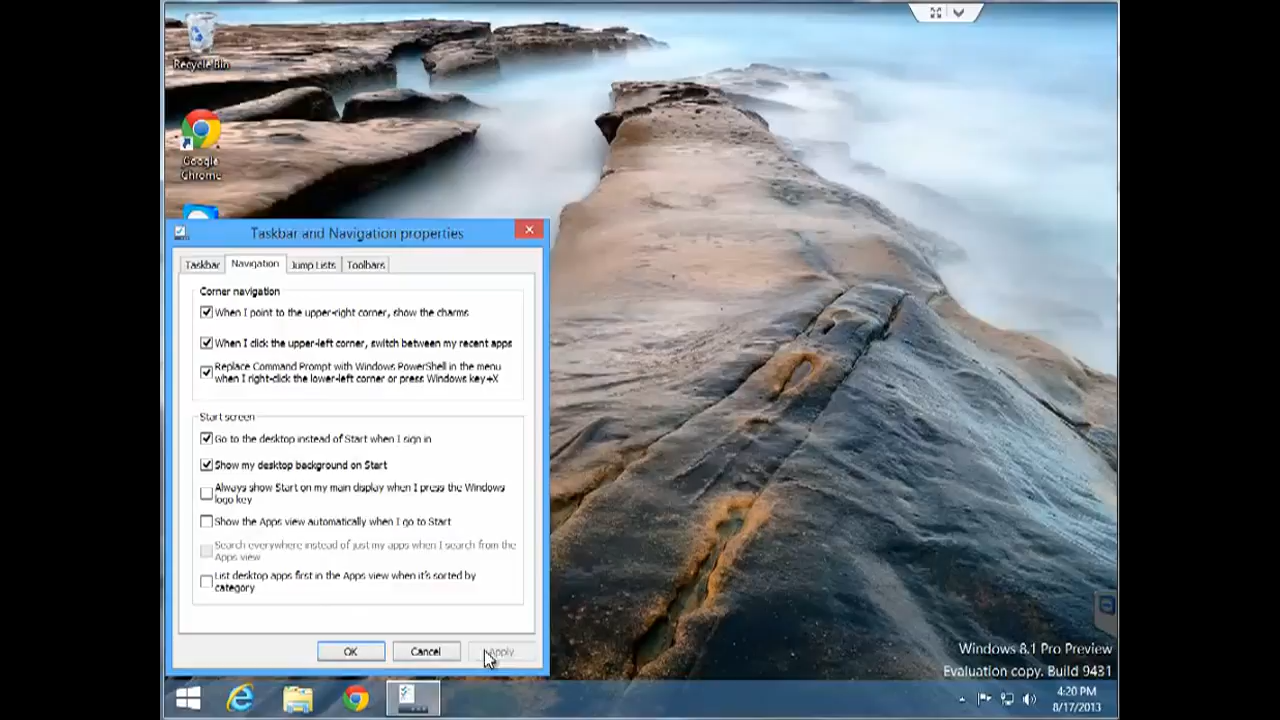 Recycle Bin
Google
Chrome
Taskbar and Navigation properties
Taskbar
Navigation
Jump Lists
Toolbars
Corner navigation
When I point to the upper-right corner, show the charms
When I click the upper-left corner, switch between my recent apps
Replace Command Prompt with Windows PowerShell in the menu
when I right-click the lower-left corner or press Windows key+X
Start screen
Go to the desktop instead of Start when I sign in
Show my desktop background on Start
Always show Start on my main display when I press the Windows
logo key
Show the Apps view automatically when I go to Start
Search everywhere instead of just my apps when I search from the
Apps view
List desktop apps first in the Apps view when it's sorted by
category
OK
Cancel
Apply
Windows 8.1 Pro Preview
Evaluation copy. Build 9431
4:20 PM
8/17/2013